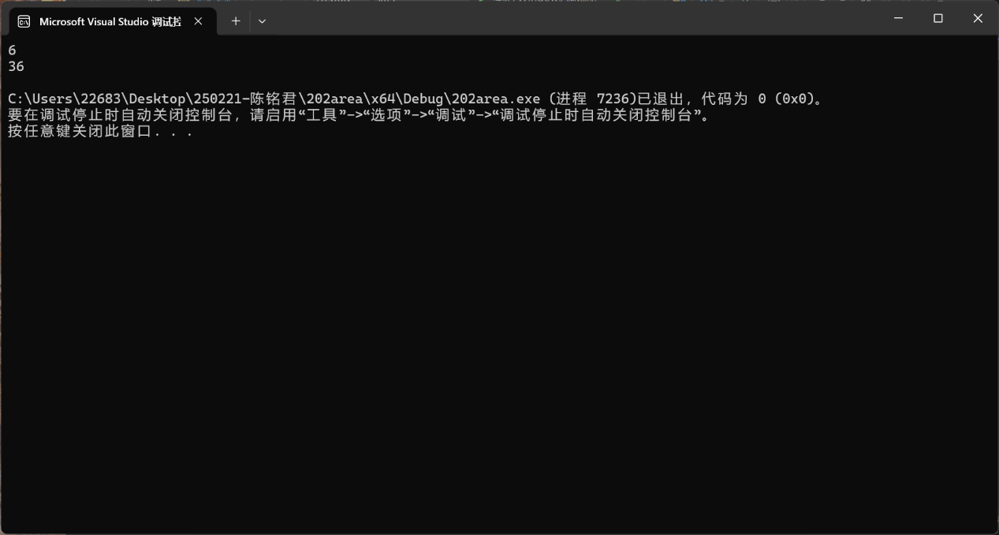 Microsoft Visual Studio 调试控
6
36
C:\Users\22683\Desktop\250221-陈铭君\202area\x64\Debug\202area.exe (进程 7236)已退出，代码为 0 (0x0)。
要在调试停止时自动关闭控制台，请启用“工具”->“选项”->“调试”->“调试停止时自动关闭控制台”。
按任意键关闭此窗口. . .